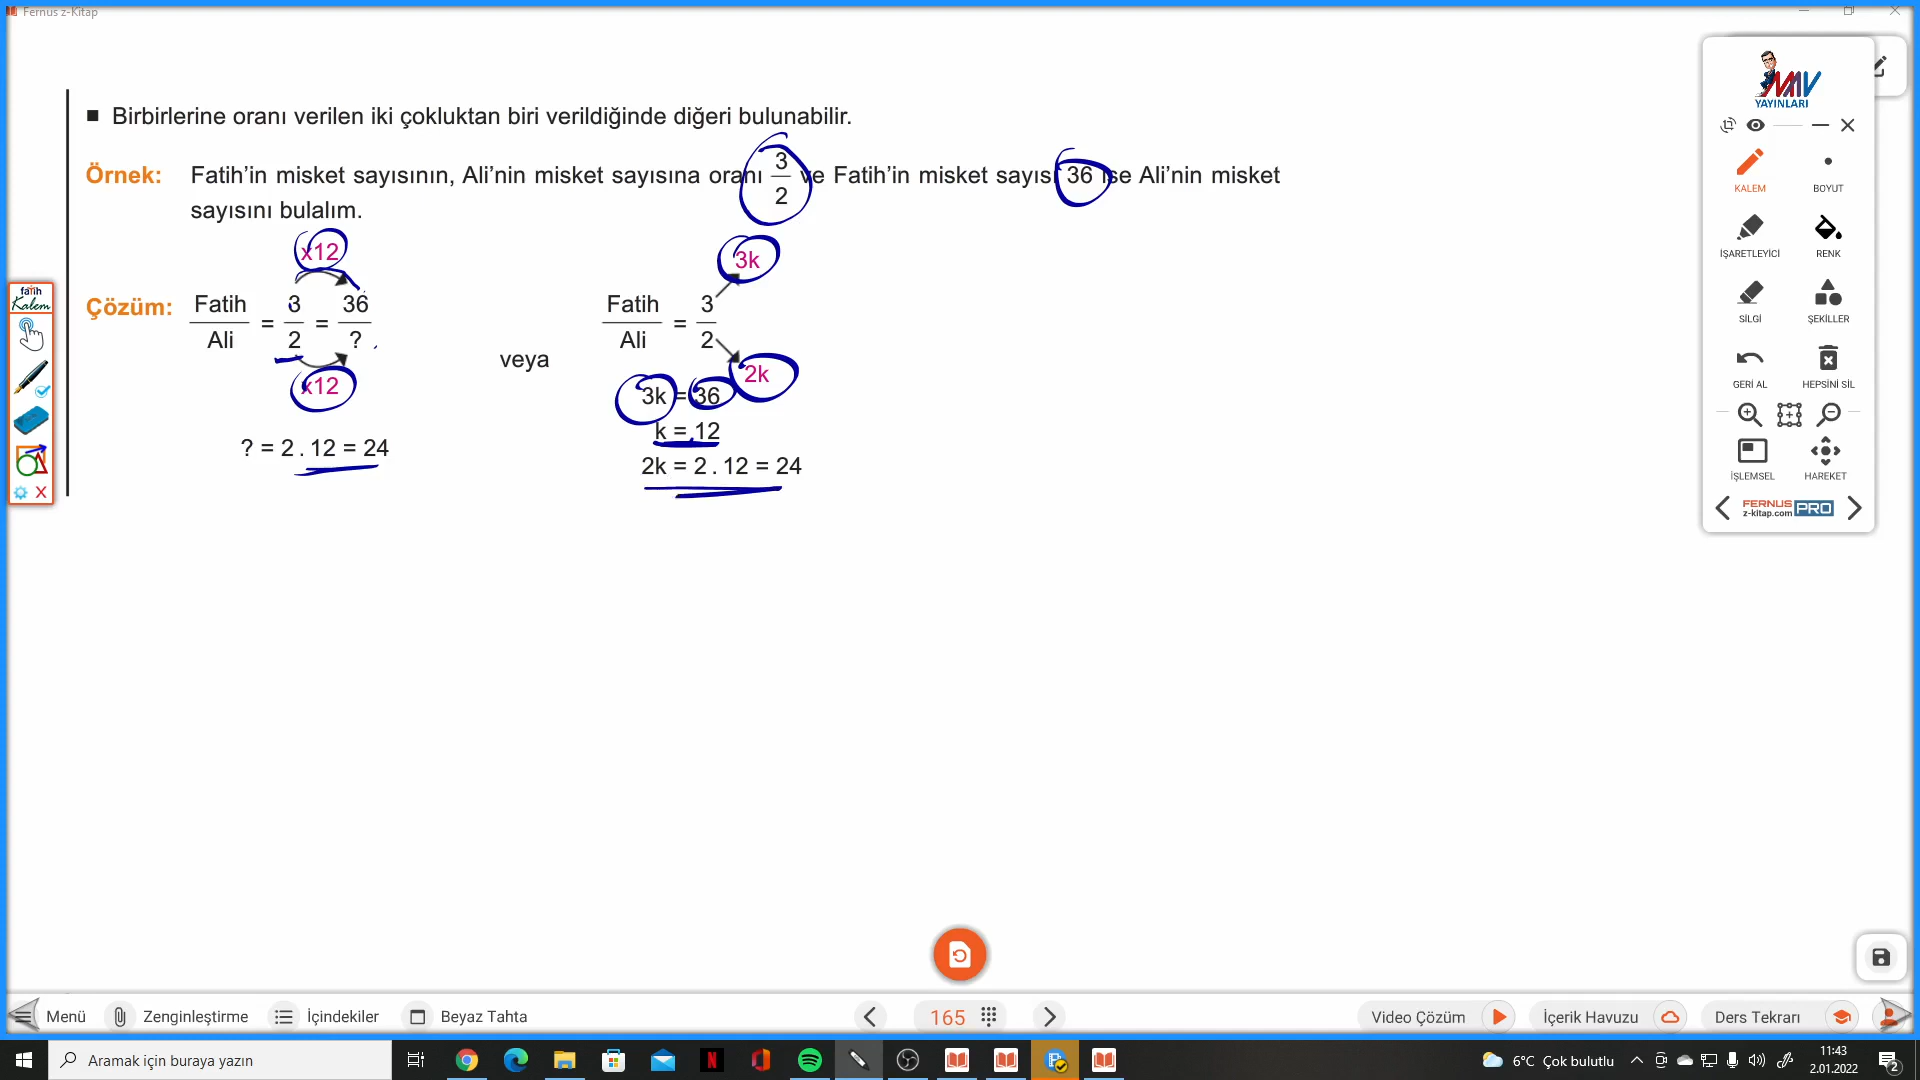 Fernus z-Kitap
■ Birbirlerine oranı verilen iki çokluktan biri verildiğinde diğeri bulunabilir.
Örnek: Fatih'in misket sayısının, Ali'nin misket sayısına oranı 3/2 ve Fatih'in misket sayısı 36 ise Ali'nin misket
sayısını bulalım.
x12
Çözüm: Fatih/Ali = 3/2 = 36/?
x12
? = 2 . 12 = 24
veya
3k
Fatih/Ali = 3/2
2k
3k = 36
k = 12
2k = 2 . 12 = 24
fatih
Kalem
X
MAV
YAYINLARI
KALEM
BOYUT
İŞARETLEYİCİ
RENK
SİLGİ
ŞEKİLLER
GERİ AL
HEPSİNİ SİL
İŞLEMSEL
HAREKET
FERNUS
z-kitap.com PRO
Menü
Zenginleştirme
İçindekiler
Beyaz Tahta
165
Video Çözüm
İçerik Havuzu
Ders Tekrarı
Aramak için buraya yazın
6°C Çok bulutlu
11:43
2.01.2022
2